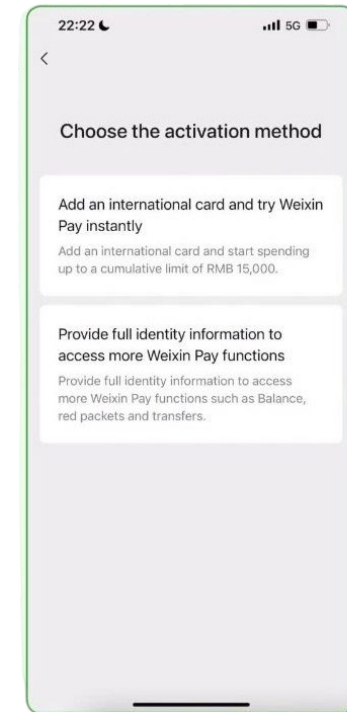 22:22
5G
Choose the activation method
Add an international card and try Weixin
Pay instantly
Add an international card and start spending
up to a cumulative limit of RMB 15,000.
Provide full identity information to
access more Weixin Pay functions
Provide full identity information to access
more Weixin Pay functions such as Balance,
red packets and transfers.